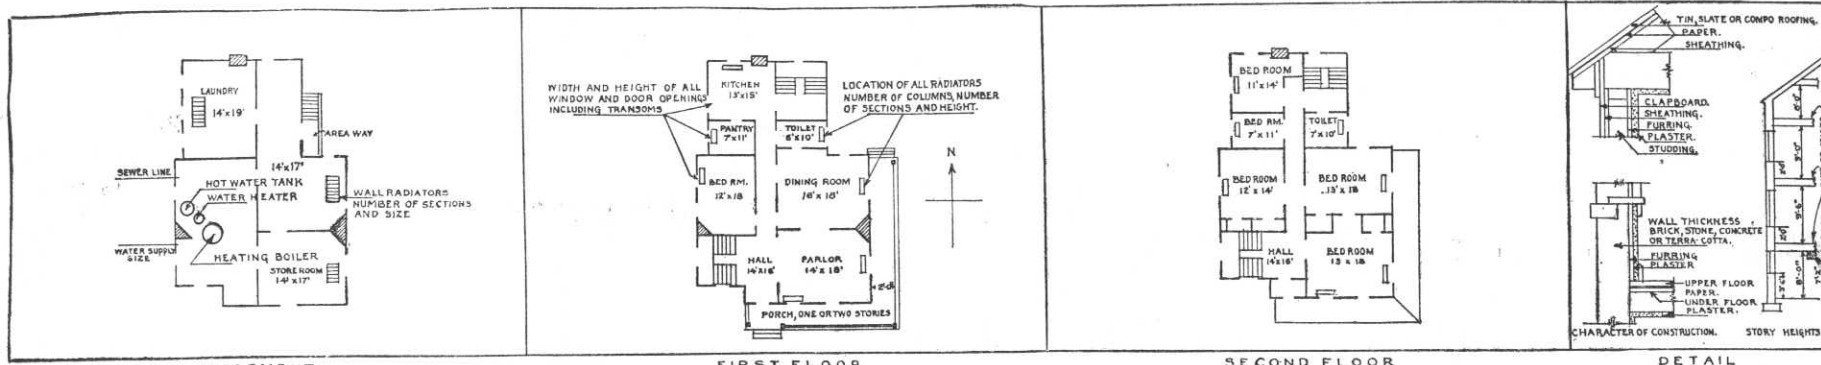 LAUNDRY
14'x19'
AREA WAY
14'x17'
SEWER LINE
HOT WATER TANK
WATER HEATER
WALL RADIATORS
NUMBER OF SECTIONS
AND SIZE
WATER SUPPLY
SIZE
HEATING BOILER
STORE ROOM
14'x17'
WIDTH AND HEIGHT OF ALL
WINDOW AND DOOR OPENINGS
INCLUDING TRANSOMS
KITCHEN
13'x15'
LOCATION OF ALL RADIATORS
NUMBER OF COLUMNS, NUMBER
OF SECTIONS AND HEIGHT.
PANTRY
7'x11'
TOILET
BED RM.
12'x18
DINING ROOM
N
HALL
14'x16'
PARLOR
14'x18'
PORCH, ONE OR TWO STORIES
FIRST FLOOR
BED ROOM
11'x14'
BED RM.
7'x11'
TOILET
7'x10'
BED ROOM
12'x14'
BED ROOM
13'x18
HALL
14'x16'
BED ROOM
13 x 18
SECOND FLOOR
TIN, SLATE OR COMPO ROOFING.
PAPER.
SHEATHING.
CLAPBOARD.
SHEATHING.
FURRING.
PLASTER.
STUDDING.
WALL THICKNESS,
BRICK, STONE, CONCRETE
OR TERRA-COTTA.
FURRING
PLASTER
UPPER FLOOR
PAPER.
UNDER FLOOR
PLASTER.
9'-0"
9'-6"
8'-0"
CHARACTER OF CONSTRUCTION.
STORY HEIGHTS
DETAIL